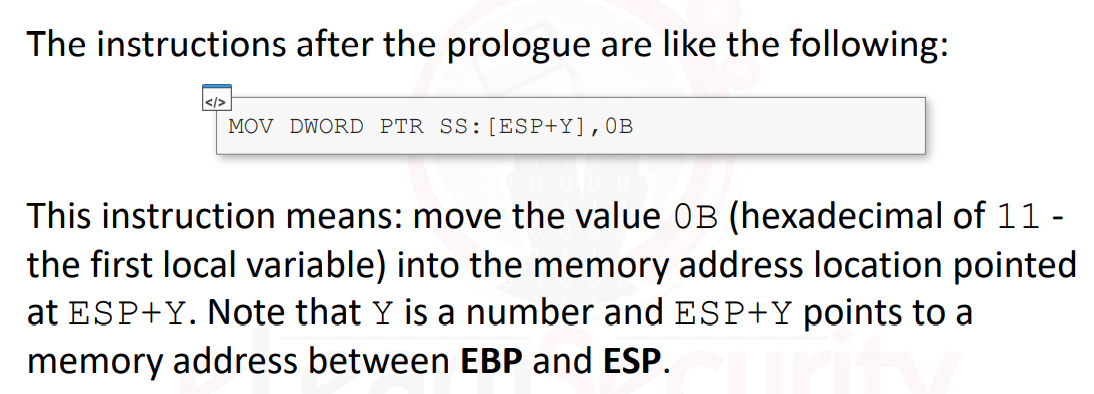 The instructions after the prologue are like the following:
</>
MOV DWORD PTR SS:[ESP+Y],0B
This instruction means: move the value 0B (hexadecimal of 11 -
the first local variable) into the memory address location pointed
at ESP+Y. Note that Y is a number and ESP+Y points to a
memory address between EBP and ESP.